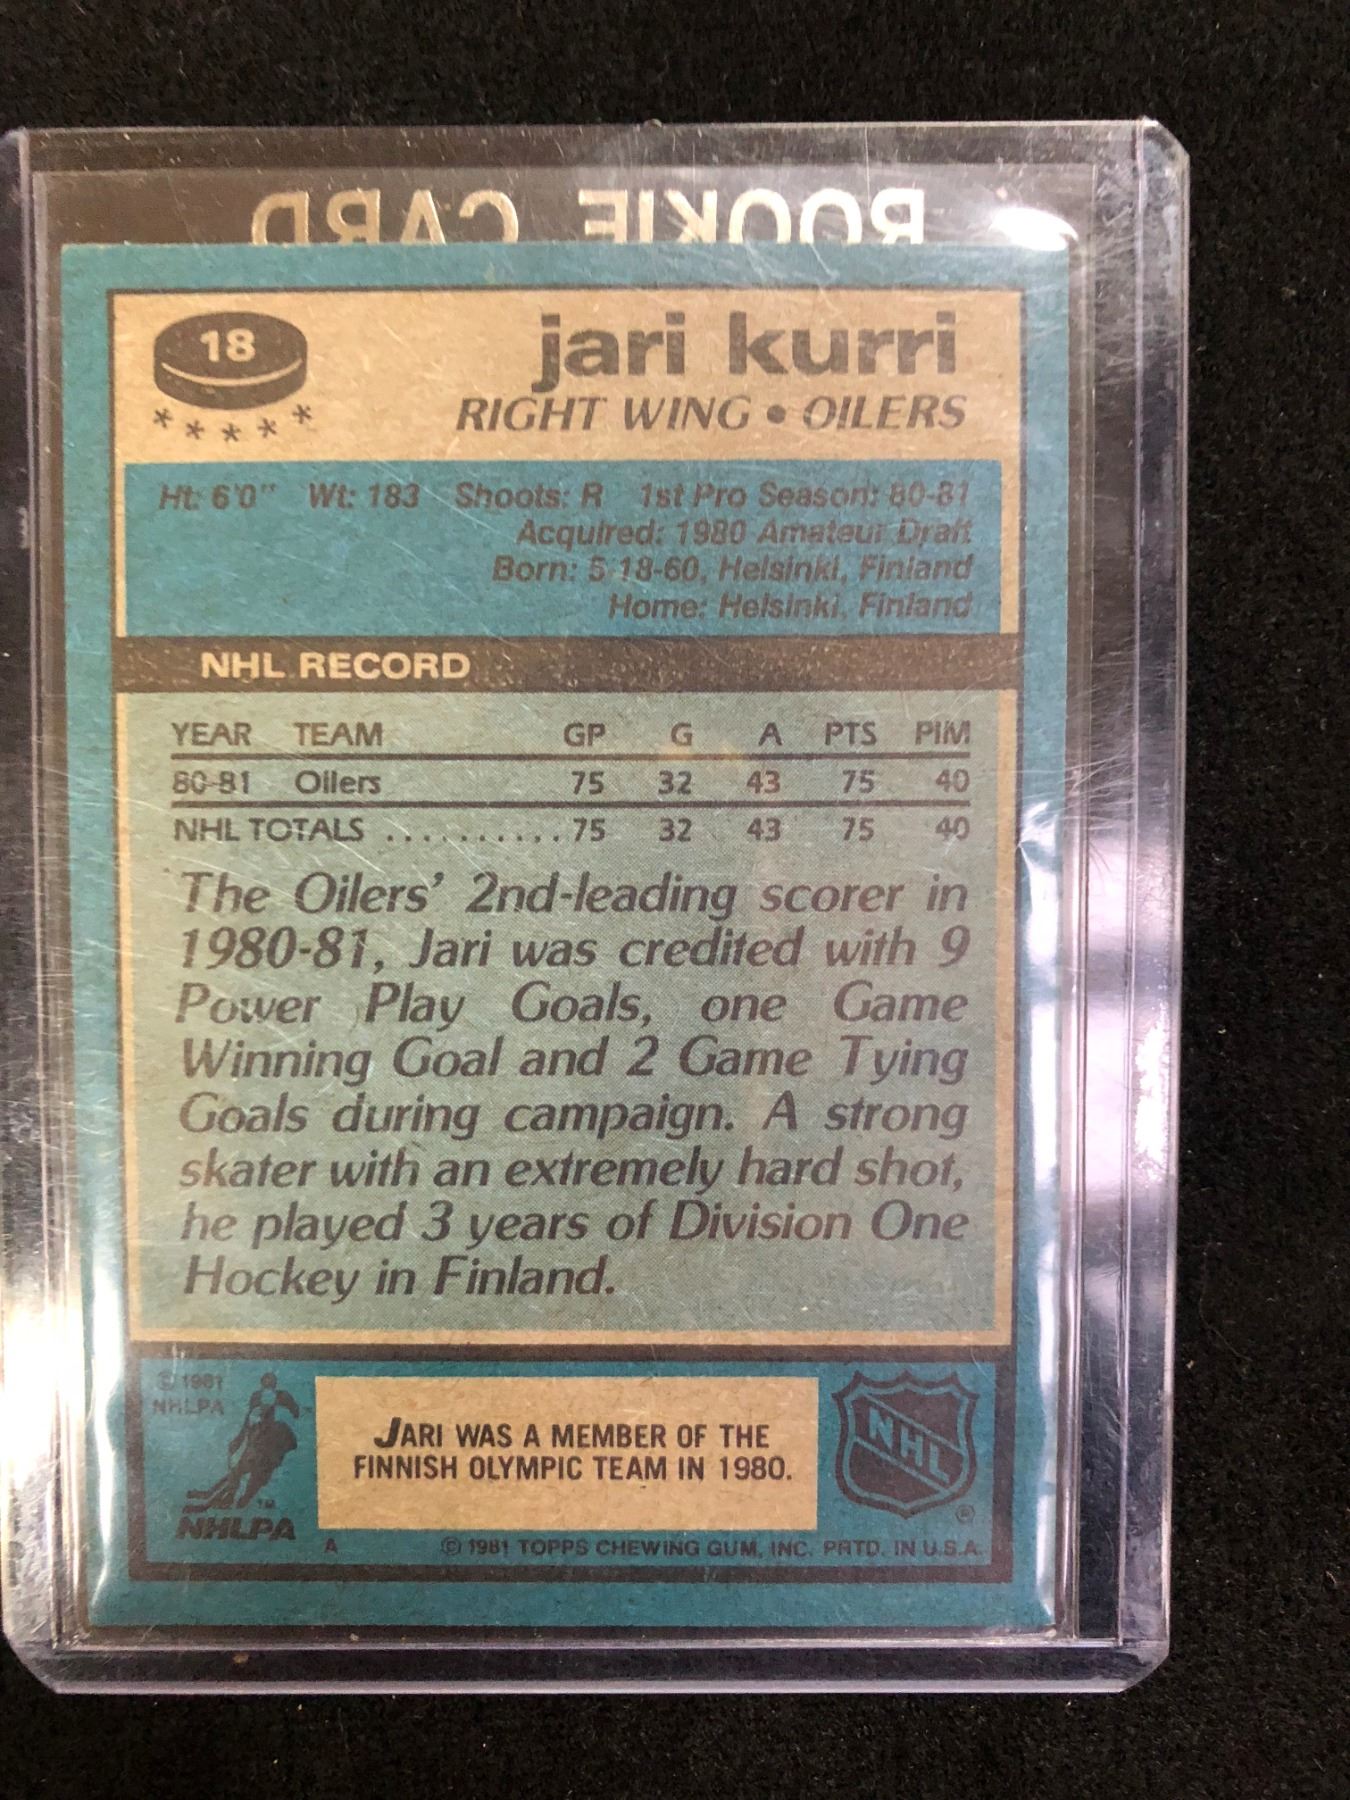 ROOKIE CARD
18
* * * * *
jari kurri
RIGHT WING • OILERS
Ht: 6'0" Wt: 183 Shoots: R 1st Pro Season: 80-81
Acquired: 1980 Amateur Draft
Born: 5-18-60, Helsinki, Finland
Home: Helsinki, Finland
NHL RECORD
YEAR TEAM GP G A PTS PIM
80-81 Oilers 75 32 43 75 40
NHL TOTALS .......... 75 32 43 75 40
The Oilers' 2nd-leading scorer in
1980-81, Jari was credited with 9
Power Play Goals, one Game
Winning Goal and 2 Game Tying
Goals during campaign. A strong
skater with an extremely hard shot,
he played 3 years of Division One
Hockey in Finland.
© 1981
NHLPA
NHLPA
TM
JARI WAS A MEMBER OF THE
FINNISH OLYMPIC TEAM IN 1980.
NHL
®
A © 1981 TOPPS CHEWING GUM, INC. PRTD. IN U.S.A.